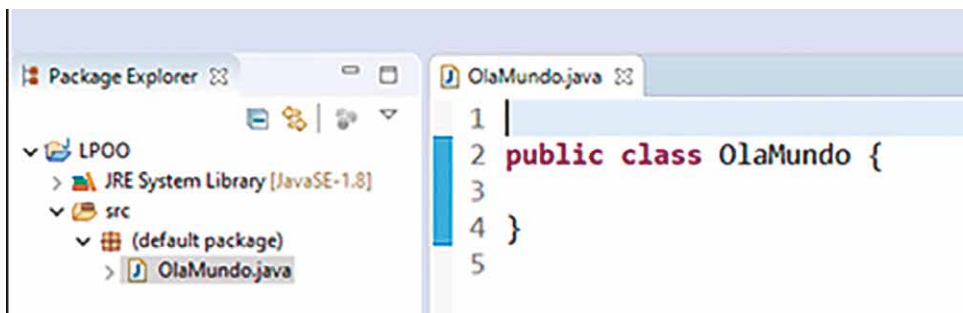 Package Explorer
LPOO
JRE System Library [JavaSE-1.8]
src
(default package)
OlaMundo.java
OlaMundo.java
1
2 public class OlaMundo {
3
4 }
5